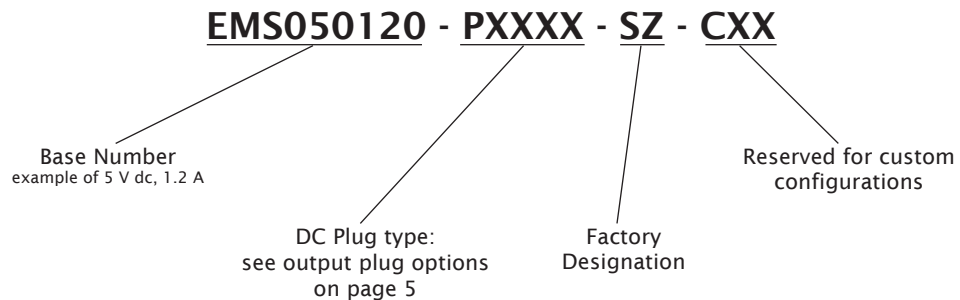 EMS050120 - PXXXX - SZ - CXX
Base Number
example of 5 V dc, 1.2 A
Reserved for custom
configurations
DC Plug type:
see output plug options
on page 5
Factory
Designation